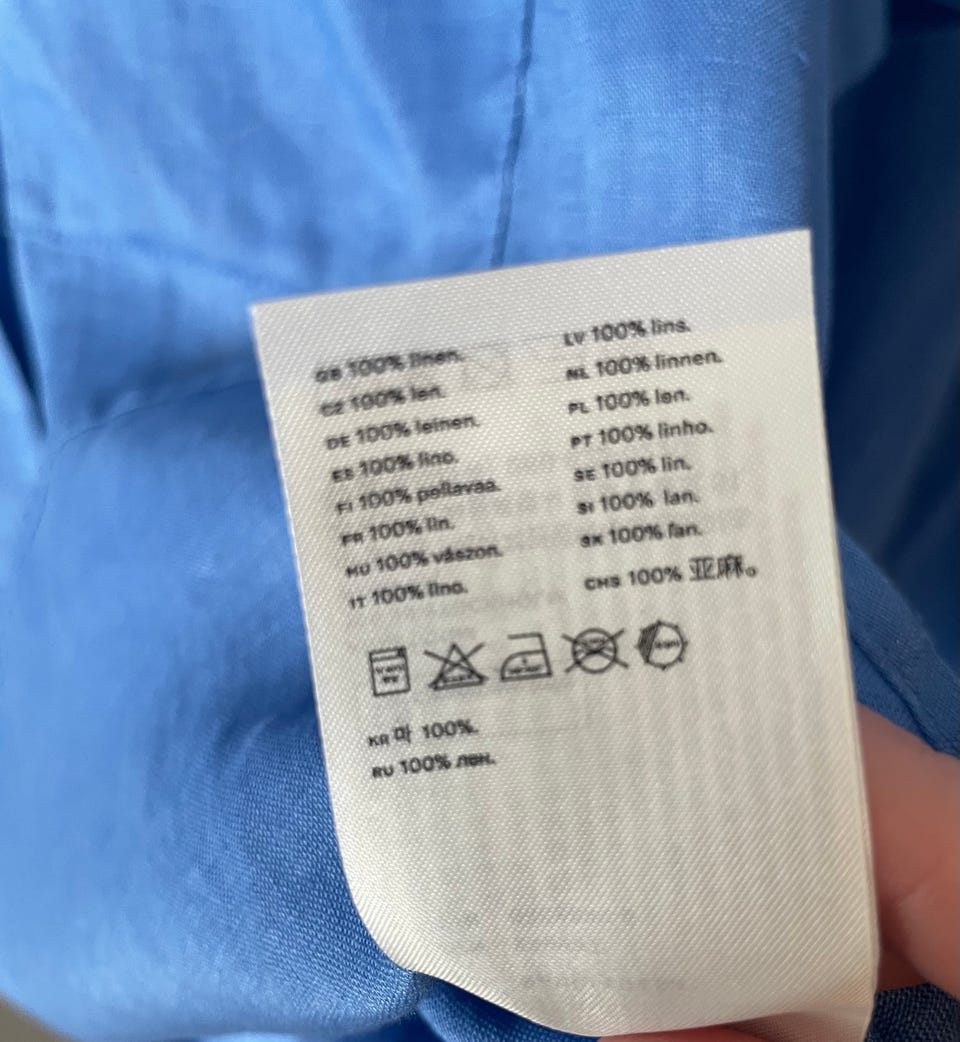 GB 100% linen.
CZ 100% len.
DE 100% leinen.
ES 100% lino.
FI 100% pellavaa.
FR 100% lin.
HU 100% vászon.
IT 100% lino.
LV 100% lins.
NL 100% linnen.
PL 100% len.
PT 100% linho.
SE 100% lin.
SI 100% lan.
SK 100% ľan.
CHS 100% 亚麻。
KR 마 100%.
RU 100% лен.